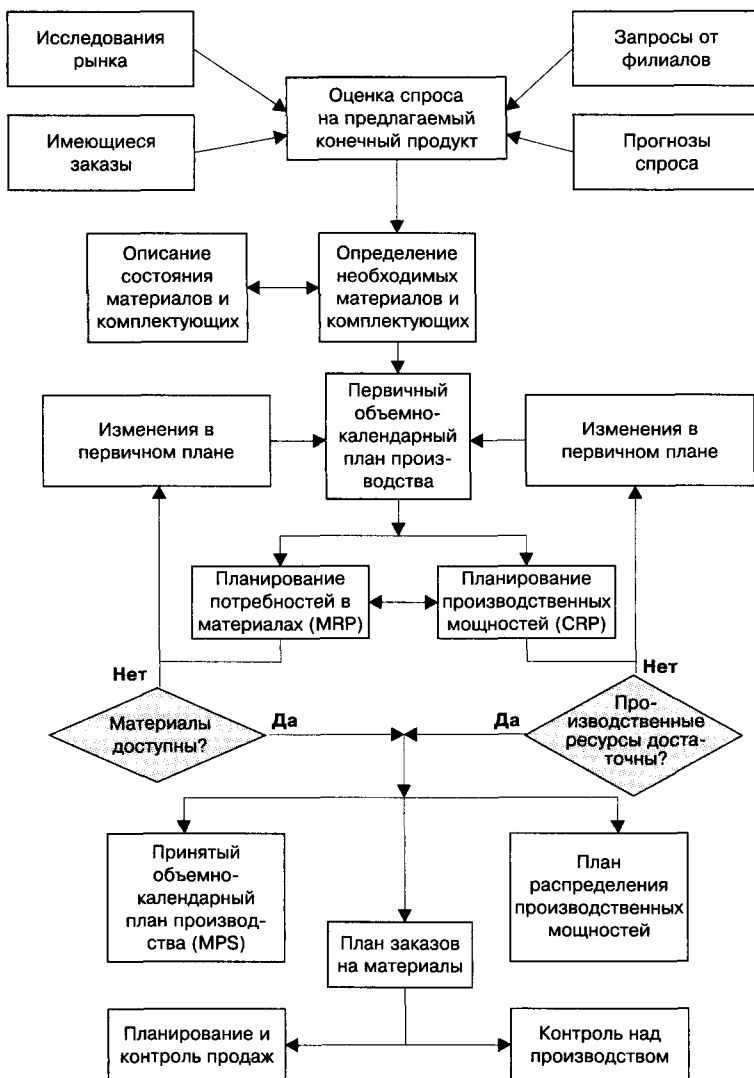 Исследования
рынка
Запросы от
филиалов
Оценка спроса
на предлагаемый
конечный продукт
Имеющиеся
заказы
Прогнозы
спроса
Описание
состояния
материалов и
комплектующих
Определение
необходимых
материалов и
комплектующих
Первичный
объемно-
календарный
план произ-
водства
Изменения в
первичном плане
Изменения в
первичном плане
Планирование
потребностей в
материалах (MRP)
Планирование
производственных
мощностей (CRP)
Нет
Нет
Материалы
доступны?
Да
Да
Про-
изводственные
ресурсы доста-
точны?
Принятый
объемно-
календарный
план производ-
ства (MPS)
План заказов
на материалы
План
распределения
производственных
мощностей
Планирование и
контроль продаж
Контроль над
производством